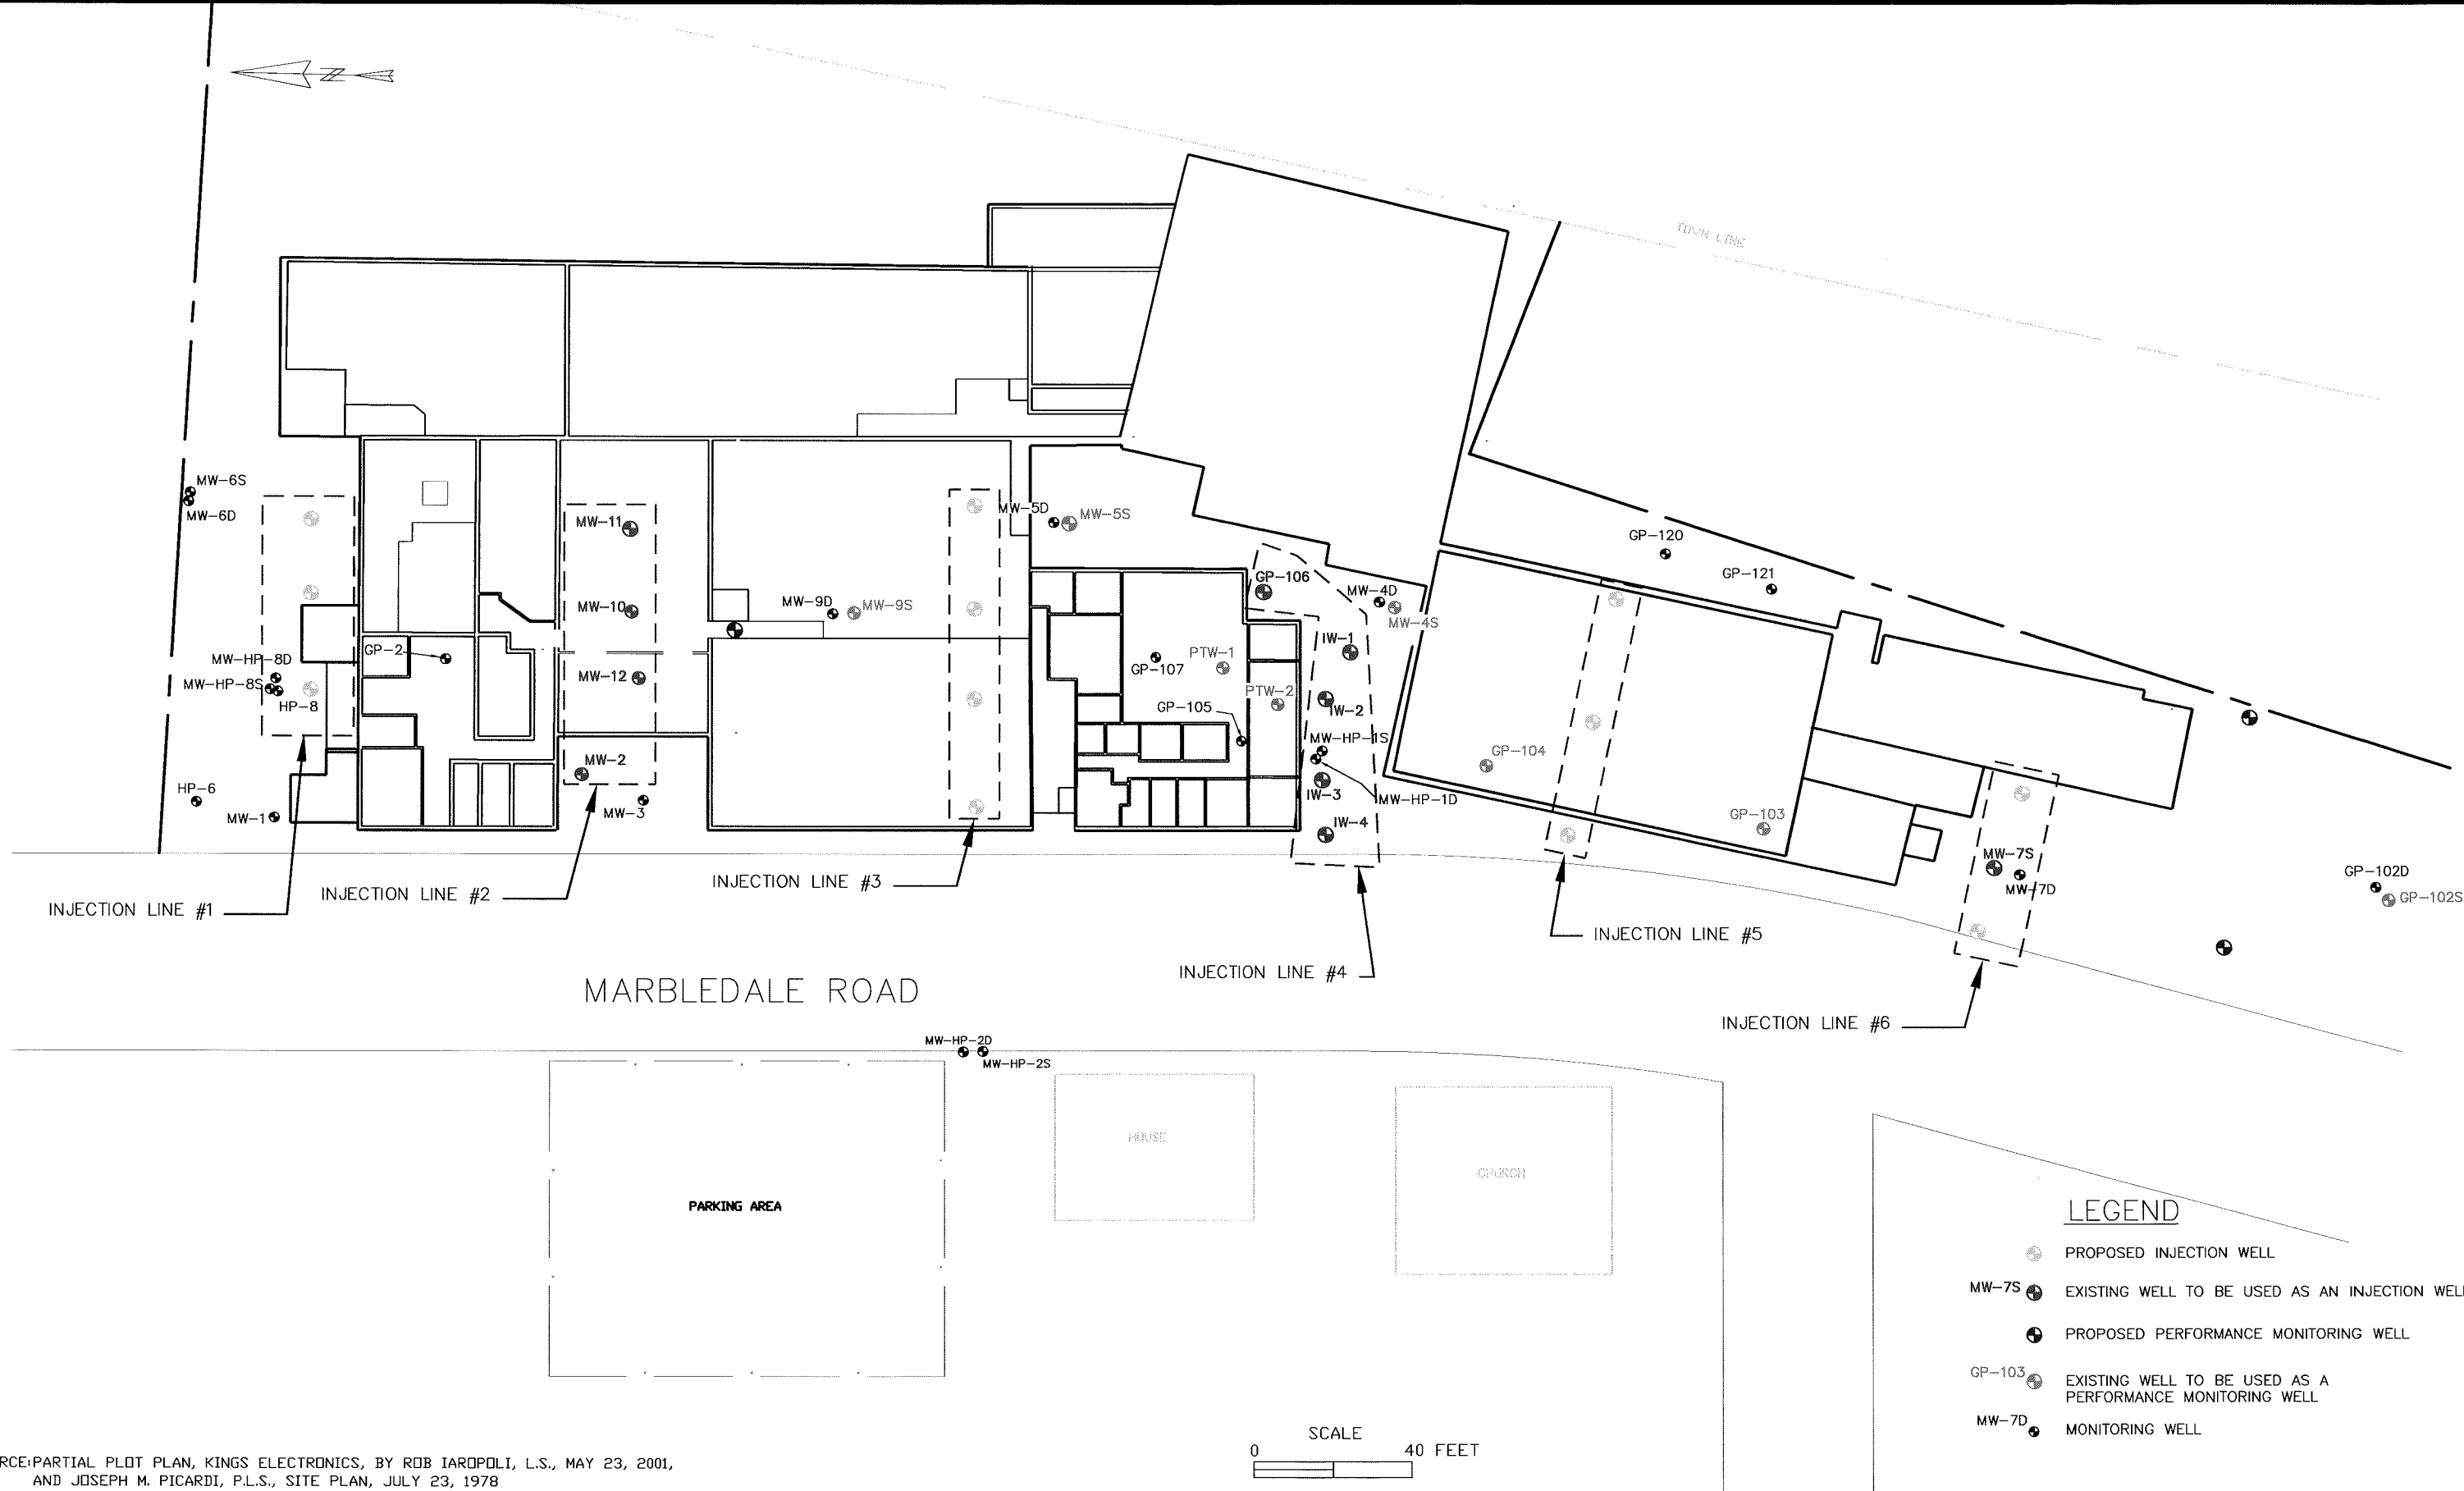 N
TOWN LINE
MW-6S
MW-6D
MW-11
MW-5D
MW-5S
GP-120
GP-121
GP-106
MW-4D
MW-4S
MW-10
MW-9D
MW-9S
IW-1
GP-2
MW-HP-8D
MW-HP-8S
HP-8
MW-12
GP-107
PTW-1
PTW-2
IW-2
GP-105
MW-HP-1S
GP-104
MW-2
HP-6
MW-1
MW-3
IW-3
MW-HP-1D
IW-4
GP-103
MW-7S
MW-7D
GP-102D
GP-102S
INJECTION LINE #1
INJECTION LINE #2
INJECTION LINE #3
INJECTION LINE #4
INJECTION LINE #5
INJECTION LINE #6
MARBLEDALE ROAD
MW-HP-2D
MW-HP-2S
HOUSE
CHURCH
PARKING AREA
LEGEND
PROPOSED INJECTION WELL
MW-7S EXISTING WELL TO BE USED AS AN INJECTION WEL
PROPOSED PERFORMANCE MONITORING WELL
GP-103 EXISTING WELL TO BE USED AS A
PERFORMANCE MONITORING WELL
MW-7D MONITORING WELL
SCALE
0 40 FEET
RCE:PARTIAL PLOT PLAN, KINGS ELECTRONICS, BY ROB IAROPOLI, L.S., MAY 23, 2001,
AND JOSEPH M. PICARDI, P.L.S., SITE PLAN, JULY 23, 1978